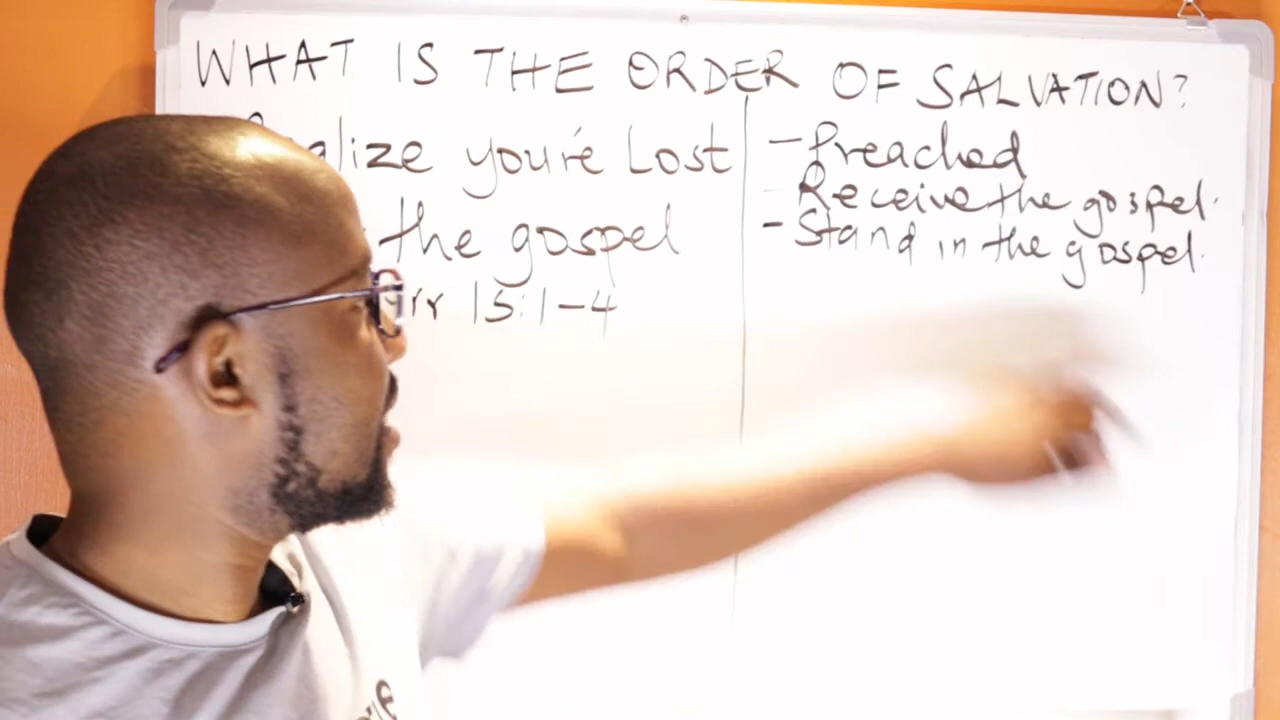 WHAT IS THE ORDER OF SALVATION?
Realize you're Lost
the gospel
15:1-4
- Preached
- Receive the gospel.
- Stand in the gospel.